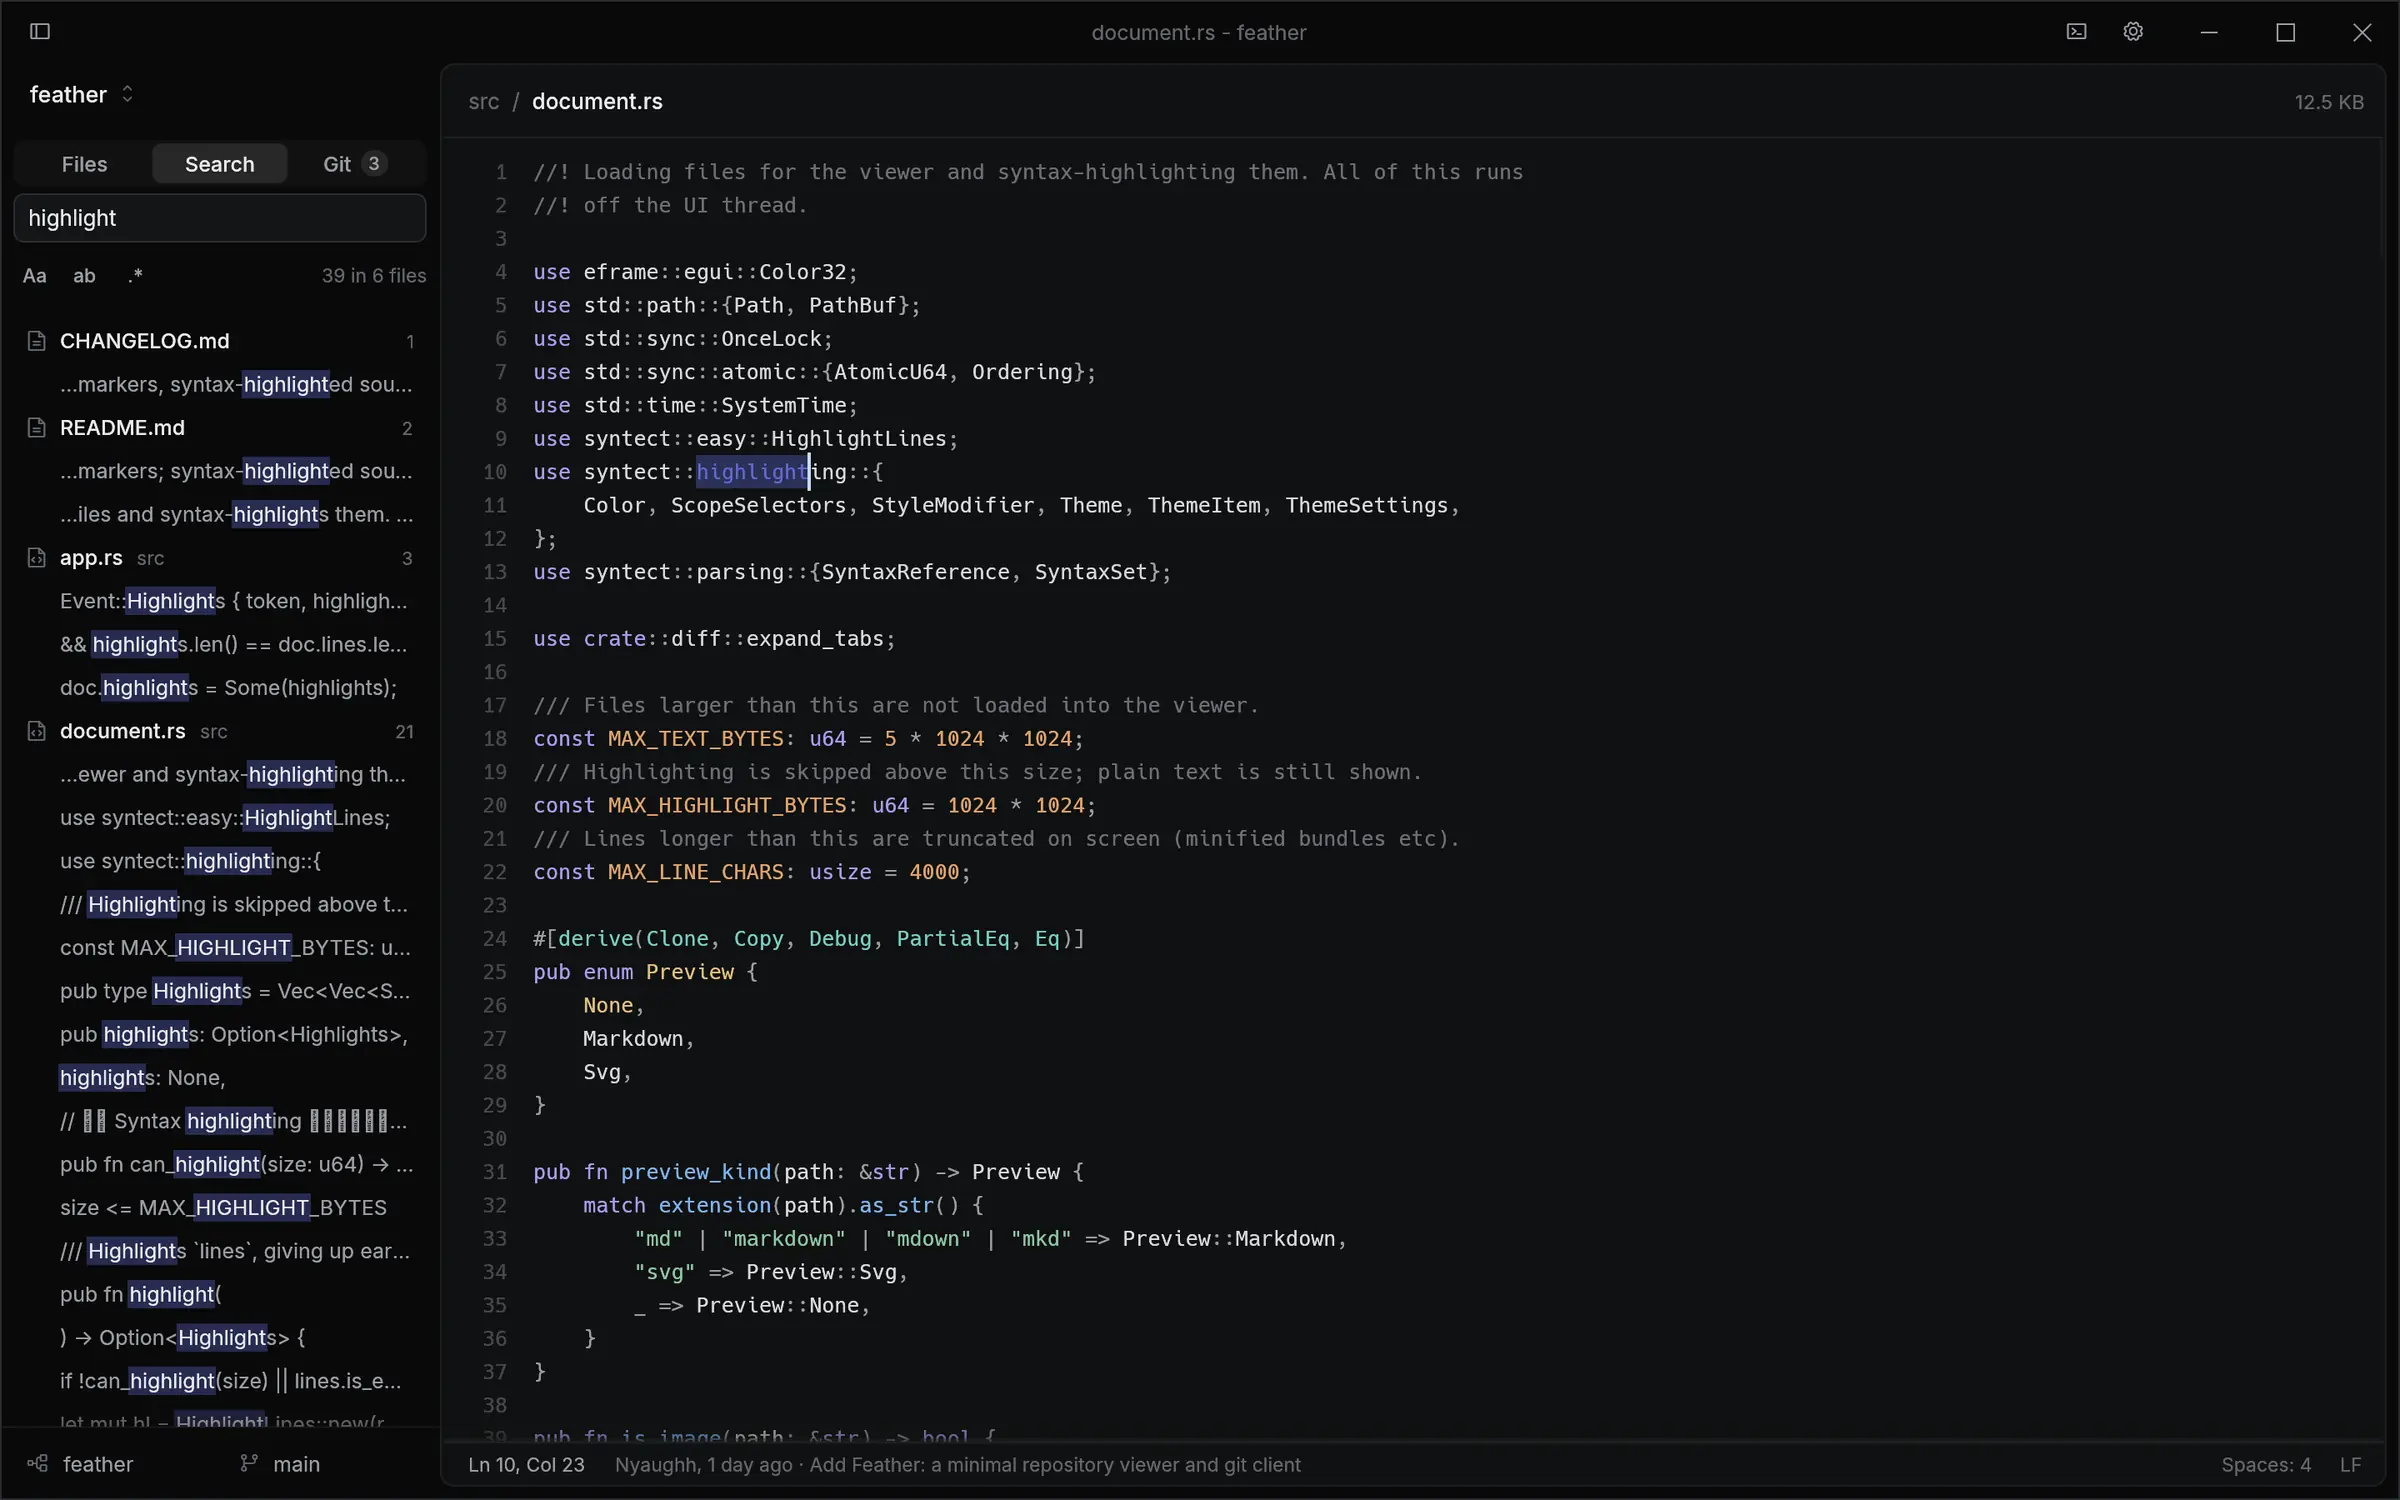 document.rs - feather
feather
Files
Search
Git 3
highlight
Aa ab .* 39 in 6 files
CHANGELOG.md 1
...markers, syntax-highlighted sou...
README.md 2
...markers; syntax-highlighted sou...
...iles and syntax-highlights them. ...
app.rs src 3
Event::Highlights { token, highligh...
&& highlights.len() == doc.lines.le...
doc.highlights = Some(highlights);
document.rs src 21
...ewer and syntax-highlighting th...
use syntect::easy::HighlightLines;
use syntect::highlighting::{
/// Highlighting is skipped above t...
const MAX_HIGHLIGHT_BYTES: u...
pub type Highlights = Vec<Vec<S...
pub highlights: Option<Highlights>,
highlights: None,
// Syntax highlighting ...
pub fn can_highlight(size: u64) -> ...
size <= MAX_HIGHLIGHT_BYTES
/// Highlights `lines`, giving up ear...
pub fn highlight(
) -> Option<Highlights> {
if !can_highlight(size) || lines.is_e...
let mut hl = HighlightLines::new(r
feather main
src / document.rs 12.5 KB
1 //! Loading files for the viewer and syntax-highlighting them. All of this runs
2 //! off the UI thread.
3
4 use eframe::egui::Color32;
5 use std::path::{Path, PathBuf};
6 use std::sync::OnceLock;
7 use std::sync::atomic::{AtomicU64, Ordering};
8 use std::time::SystemTime;
9 use syntect::easy::HighlightLines;
10 use syntect::highlighting::{
11     Color, ScopeSelectors, StyleModifier, Theme, ThemeItem, ThemeSettings,
12 };
13 use syntect::parsing::{SyntaxReference, SyntaxSet};
14
15 use crate::diff::expand_tabs;
16
17 /// Files larger than this are not loaded into the viewer.
18 const MAX_TEXT_BYTES: u64 = 5 * 1024 * 1024;
19 /// Highlighting is skipped above this size; plain text is still shown.
20 const MAX_HIGHLIGHT_BYTES: u64 = 1024 * 1024;
21 /// Lines longer than this are truncated on screen (minified bundles etc).
22 const MAX_LINE_CHARS: usize = 4000;
23
24 #[derive(Clone, Copy, Debug, PartialEq, Eq)]
25 pub enum Preview {
26     None,
27     Markdown,
28     Svg,
29 }
30
31 pub fn preview_kind(path: &str) -> Preview {
32     match extension(path).as_str() {
33         "md" | "markdown" | "mdown" | "mkd" => Preview::Markdown,
34         "svg" => Preview::Svg,
35         _ => Preview::None,
36     }
37 }
38
39 pub fn is_image(path: &str) -> bool {
Ln 10, Col 23 Nyaughh, 1 day ago · Add Feather: a minimal repository viewer and git client Spaces: 4 LF